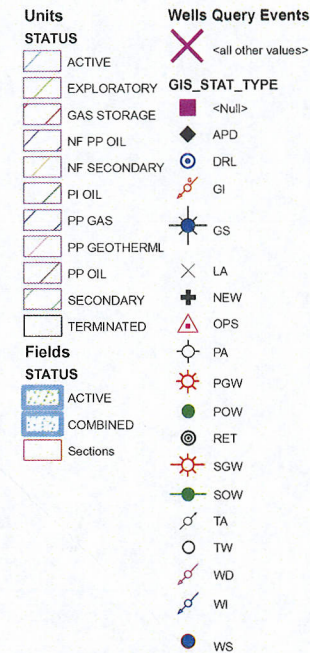 Units
STATUS
ACTIVE
EXPLORATORY
GAS STORAGE
NF PP OIL
NF SECONDARY
PI OIL
PP GAS
PP GEOTHERML
PP OIL
SECONDARY
TERMINATED
Fields
STATUS
ACTIVE
COMBINED
Sections
Wells Query Events
<all other values>
GIS_STAT_TYPE
<Null>
APD
DRL
GI
GS
LA
NEW
OPS
PA
PGW
POW
RET
SGW
SOW
TA
TW
WD
WI
WS